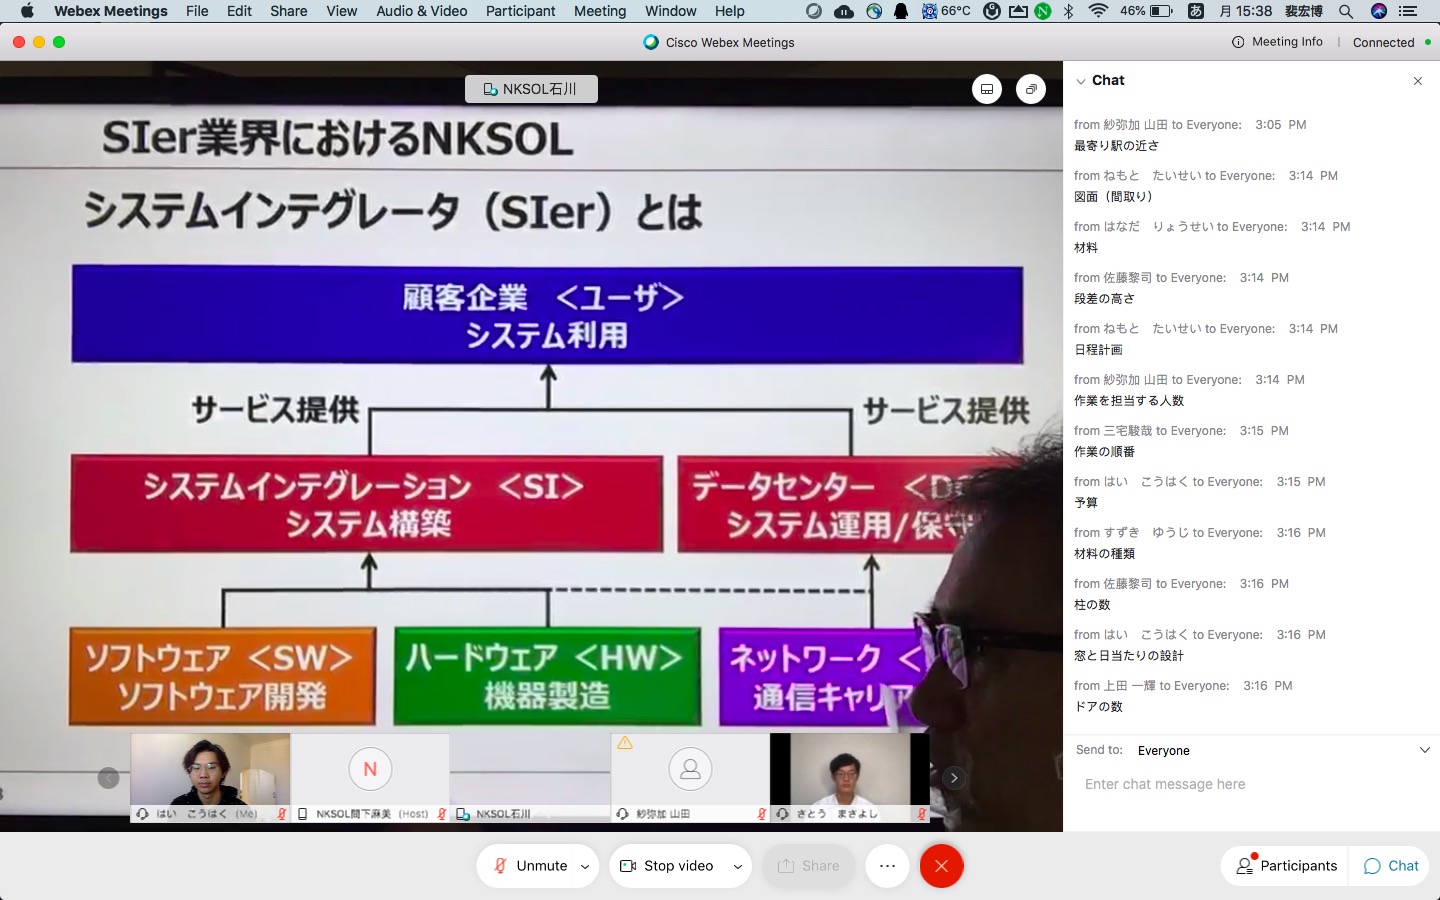 Webex Meetings File Edit Share View Audio & Video Participant Meeting Window Help 66°C 46% あ 月 15:38 裴宏博
Cisco Webex Meetings
Meeting Info | Connected
NKSOL石川
SIer業界におけるNKSOL
システムインテグレータ（SIer）とは
顧客企業 ＜ユーザ＞
システム利用
サービス提供
サービス提供
システムインテグレーション ＜SI＞
システム構築
データセンター ＜D
システム運用/保守
ソフトウェア ＜SW＞
ソフトウェア開発
ハードウェア ＜HW＞
機器製造
ネットワーク ＜
通信キャリア
N
はい こうはく (Me)
NKSOL間下麻美 (Host)
NKSOL石川
紗弥加 山田
さとう まさよし
Chat
from 紗弥加 山田 to Everyone: 3:05 PM
最寄り駅の近さ
from ねもと たいせい to Everyone: 3:14 PM
図面（間取り）
from はなだ りょうせい to Everyone: 3:14 PM
材料
from 佐藤黎司 to Everyone: 3:14 PM
段差の高さ
from ねもと たいせい to Everyone: 3:14 PM
日程計画
from 紗弥加 山田 to Everyone: 3:14 PM
作業を担当する人数
from 三宅駿哉 to Everyone: 3:15 PM
作業の順番
from はい こうはく to Everyone: 3:15 PM
予算
from すずき ゆうじ to Everyone: 3:16 PM
材料の種類
from 佐藤黎司 to Everyone: 3:16 PM
柱の数
from はい こうはく to Everyone: 3:16 PM
窓と日当たりの設計
from 上田 一輝 to Everyone: 3:16 PM
ドアの数
Send to: Everyone
Enter chat message here
Unmute
Stop video
Share
Participants
Chat